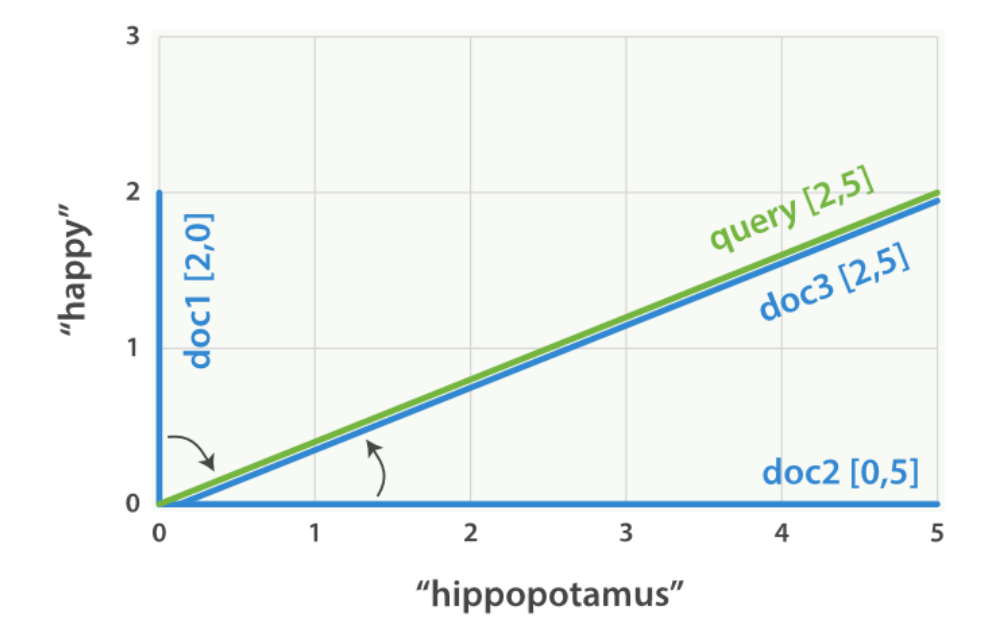 3
2
1
0
“happy”
doc1 [2,0]
query [2,5]
doc3 [2,5]
doc2 [0,5]
0 1 2 3 4 5
“hippopotamus”